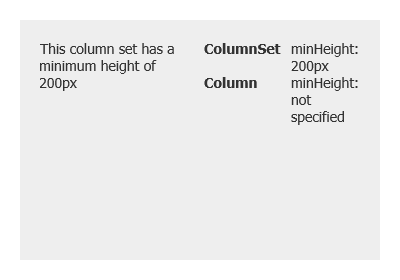 This column set has a
minimum height of
200px
ColumnSet minHeight:
200px
Column minHeight:
not
specified